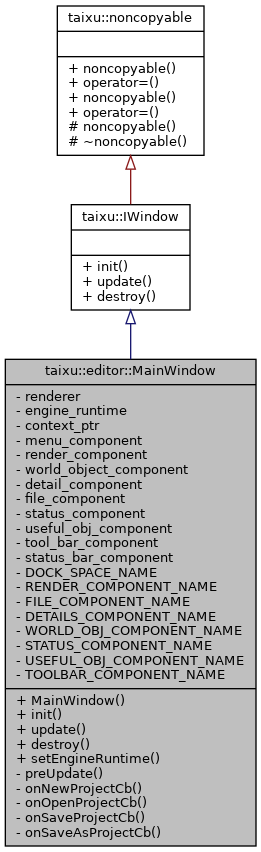 taixu::noncopyable
+ noncopyable()
+ operator=()
+ noncopyable()
+ operator=()
# noncopyable()
# ~noncopyable()
taixu::IWindow
+ init()
+ update()
+ destroy()
taixu::editor::MainWindow
- renderer
- engine_runtime
- context_ptr
- menu_component
- render_component
- world_object_component
- detail_component
- file_component
- status_component
- useful_obj_component
- tool_bar_component
- status_bar_component
- DOCK_SPACE_NAME
- RENDER_COMPONENT_NAME
- FILE_COMPONENT_NAME
- DETAILS_COMPONENT_NAME
- WORLD_OBJ_COMPONENT_NAME
- STATUS_COMPONENT_NAME
- USEFUL_OBJ_COMPONENT_NAME
- TOOLBAR_COMPONENT_NAME
+ MainWindow()
+ init()
+ update()
+ destroy()
+ setEngineRuntime()
- preUpdate()
- onNewProjectCb()
- onOpenProjectCb()
- onSaveProjectCb()
- onSaveAsProjectCb()